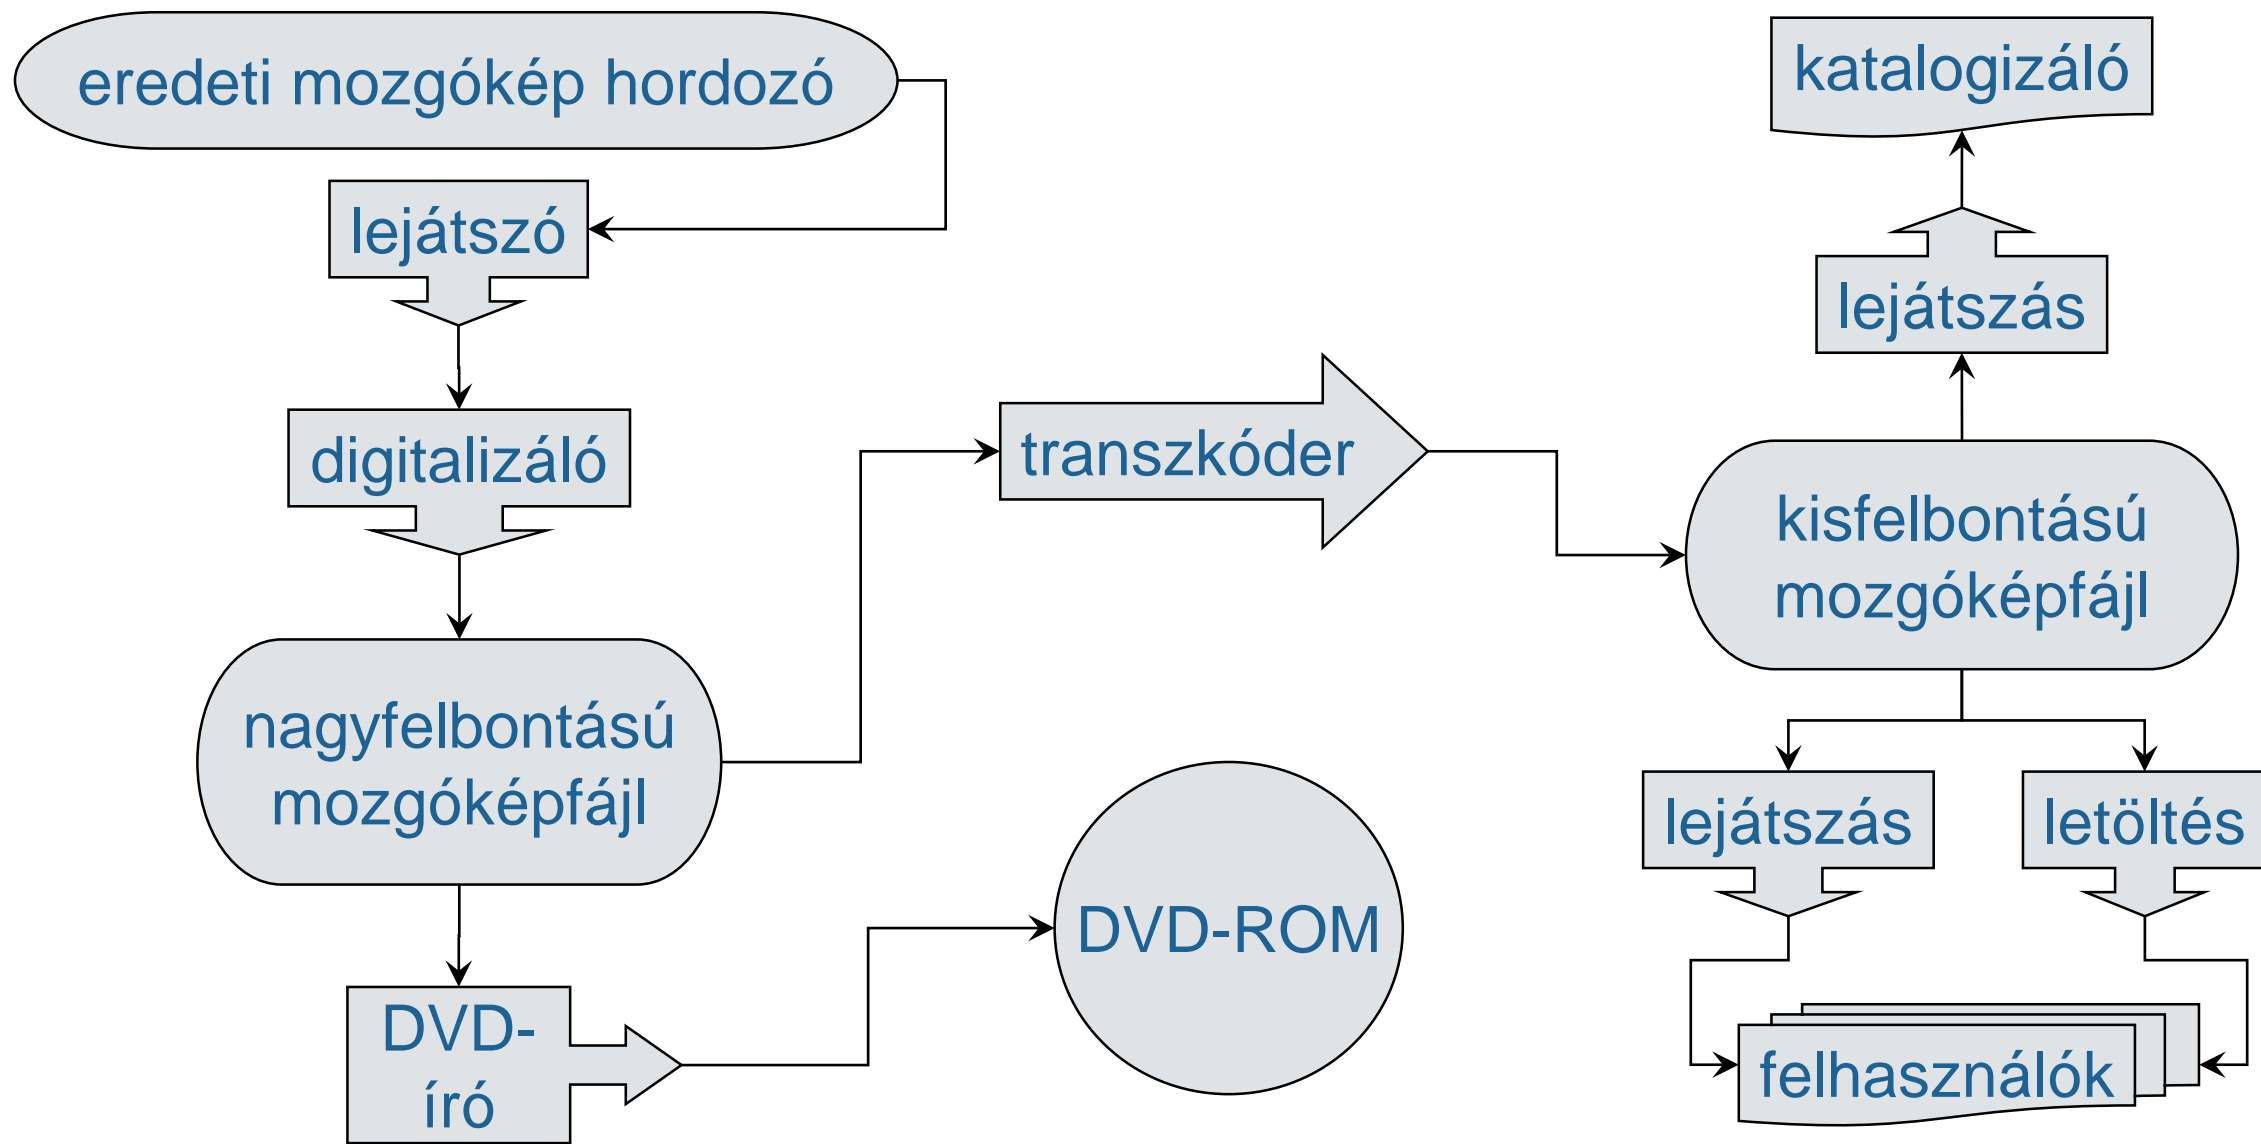 eredeti mozgókép hordozó
lejátszó
digitalizáló
nagyfelbontású
mozgóképfájl
DVD-
író
transzkóder
DVD-ROM
katalogizáló
lejátszás
kisfelbontású
mozgóképfájl
lejátszás
letöltés
felhasználók